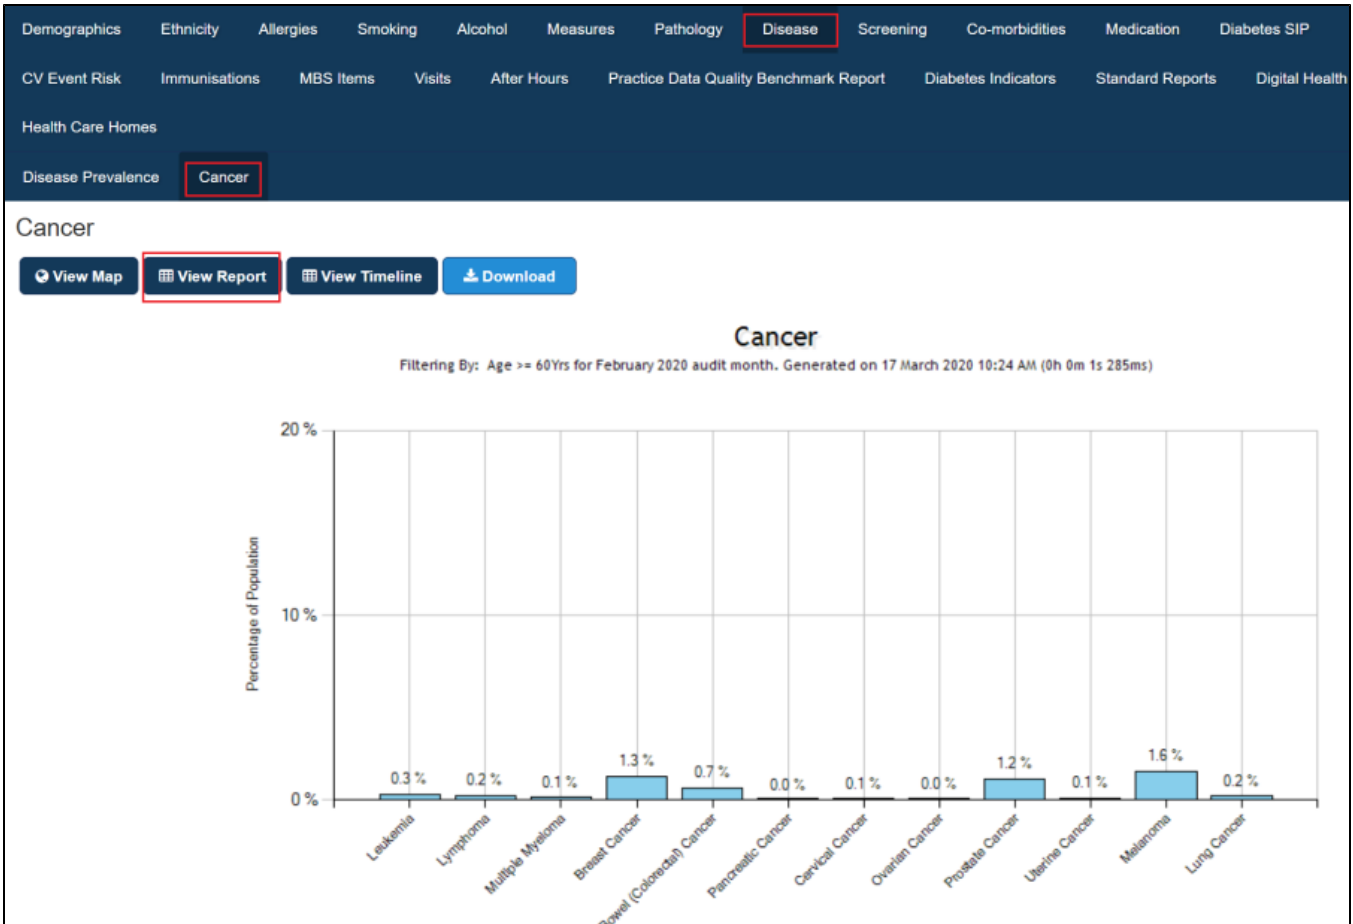 Demographics Ethnicity Allergies Smoking Alcohol Measures Pathology Disease Screening Co-morbidities Medication Diabetes SIP
CV Event Risk Immunisations MBS Items Visits After Hours Practice Data Quality Benchmark Report Diabetes Indicators Standard Reports Digital Health
Health Care Homes
Disease Prevalence Cancer
Cancer
View Map View Report View Timeline Download
Cancer
Filtering By: Age >= 60Yrs for February 2020 audit month. Generated on 17 March 2020 10:24 AM (0h 0m 1s 285ms)
Percentage of Population
20 %
10 %
0 %
0.3 % 0.2 % 0.1 % 1.3 % 0.7 % 0.0 % 0.1 % 0.0 % 1.2 % 0.1 % 1.6 % 0.2 %
Leukemia
Lymphoma
Multiple Myeloma
Breast Cancer
Bowel (Colorectal) Cancer
Pancreatic Cancer
Cervical Cancer
Ovarian Cancer
Prostate Cancer
Uterine Cancer
Melanoma
Lung Cancer